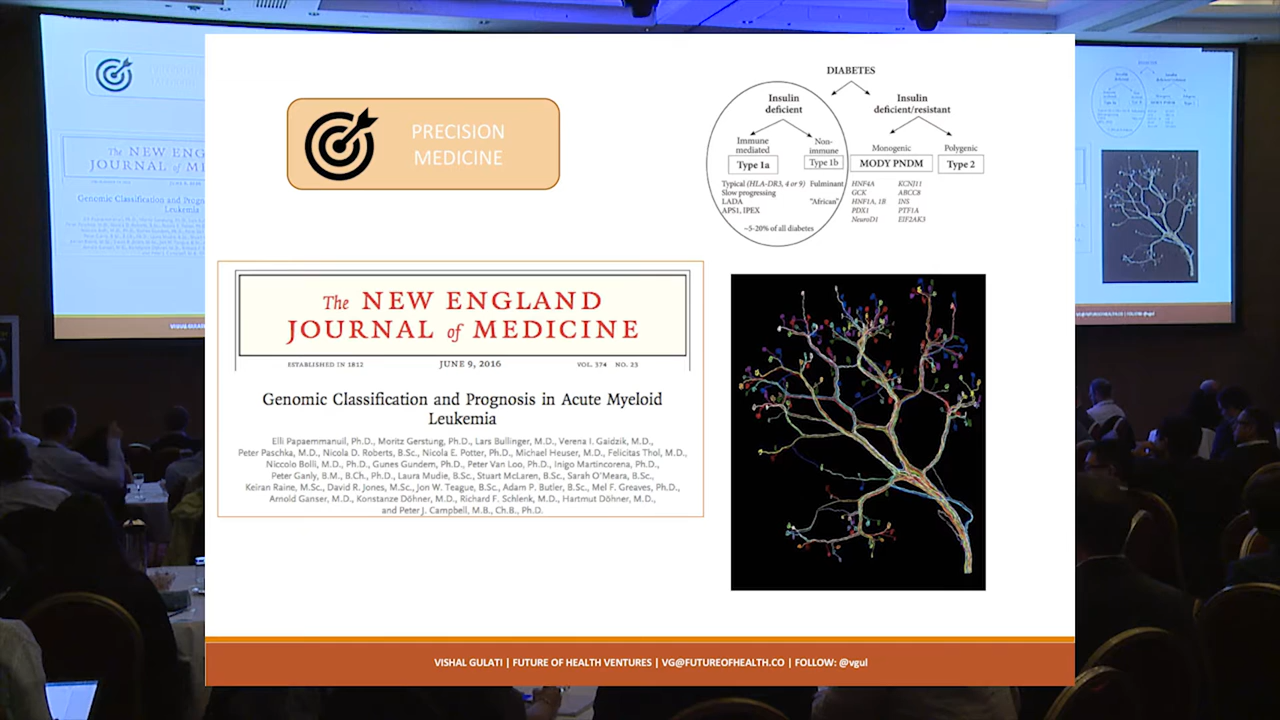 PRECISION
MEDICINE
DIABETES
Insulin
deficient
Insulin
deficient/resistant
Immune
mediated
Non-
immune
Monogenic
Polygenic
Type 1a
Type 1b
MODY PNDM
Type 2
Typical (HLA-DR3, 4 or 9)
Slow progressing
LADA
APS1, IPEX
Fulminant
"African"
~5-20% of all diabetes
HNF4A
GCK
HNF1A, 1B
PDX1
NeuroD1
KCNJ11
ABCC8
INS
PTF1A
EIF2AK3
The NEW ENGLAND
JOURNAL of MEDICINE
ESTABLISHED IN 1812 JUNE 9, 2016 VOL. 374 NO. 23
Genomic Classification and Prognosis in Acute Myeloid
Leukemia
Elli Papaemmanuil, Ph.D., Moritz Gerstung, Ph.D., Lars Bullinger, M.D., Verena I. Gaidzik, M.D.,
Peter Paschka, M.D., Nicola D. Roberts, B.Sc., Nicola E. Potter, Ph.D., Michael Heuser, M.D., Felicitas Thol, M.D.,
Niccolo Bolli, M.D., Ph.D., Gunes Gundem, Ph.D., Peter Van Loo, Ph.D., Inigo Martincorena, Ph.D.,
Peter Ganly, B.M., B.Ch., Ph.D., Laura Mudie, B.Sc., Stuart McLaren, B.Sc., Sarah O'Meara, B.Sc.,
Keiran Raine, M.Sc., David R. Jones, M.Sc., Jon W. Teague, B.Sc., Adam P. Butler, B.Sc., Mel F. Greaves, Ph.D.,
Arnold Ganser, M.D., Konstanze Döhner, M.D., Richard F. Schlenk, M.D., Hartmut Döhner, M.D.,
and Peter J. Campbell, M.B., Ch.B., Ph.D.
VISHAL GULATI | FUTURE OF HEALTH VENTURES | VG@FUTUREOFHEALTH.CO | FOLLOW: @vgul